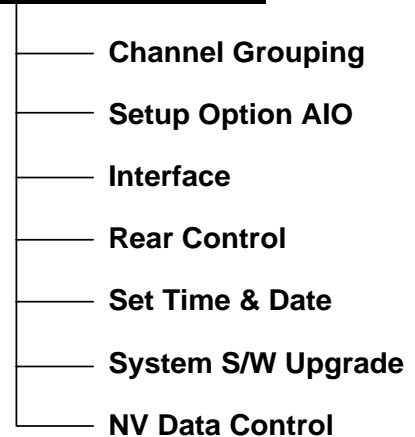 Channel Grouping
Setup Option AIO
Interface
Rear Control
Set Time & Date
System S/W Upgrade
NV Data Control